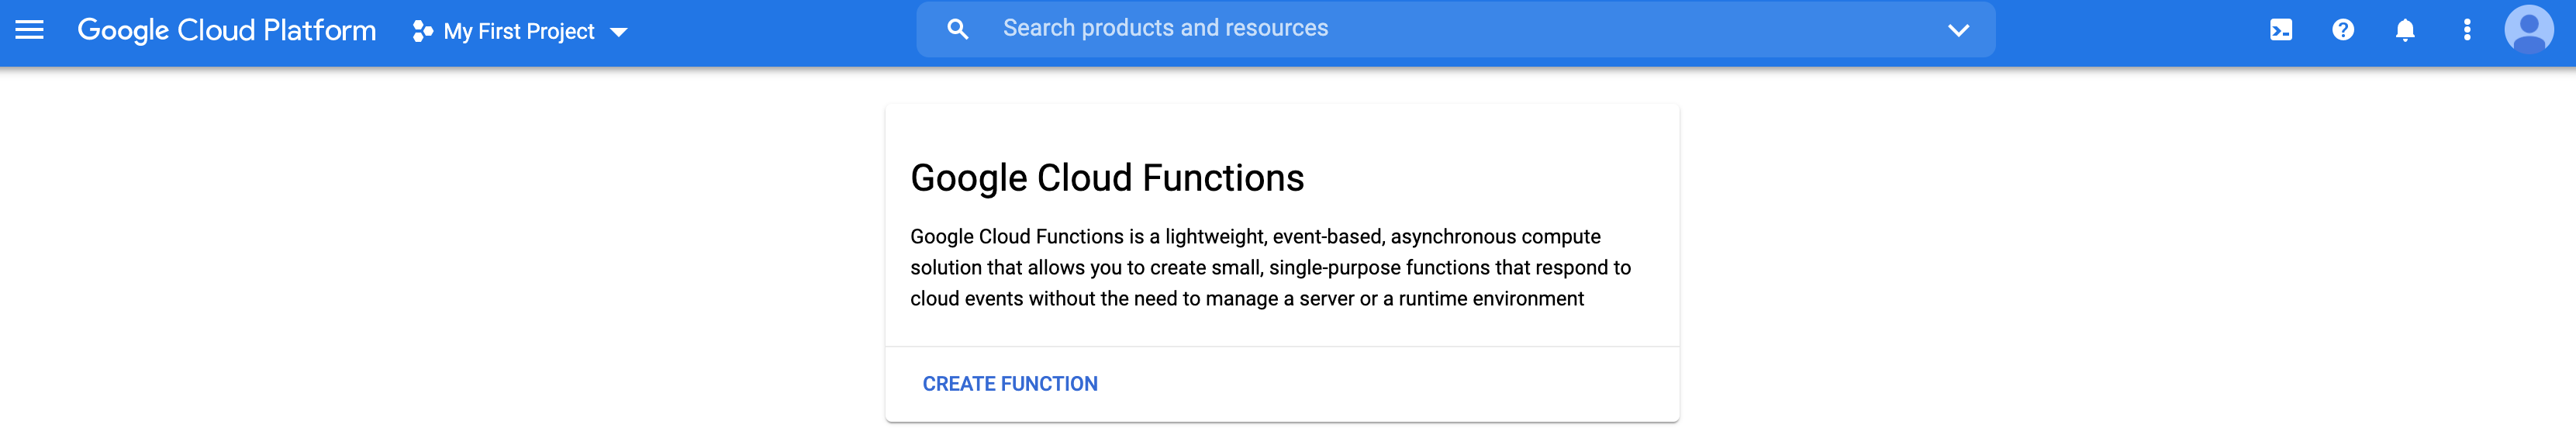 Google Cloud Platform
My First Project
Search products and resources
Google Cloud Functions
Google Cloud Functions is a lightweight, event-based, asynchronous compute
solution that allows you to create small, single-purpose functions that respond to
cloud events without the need to manage a server or a runtime environment
CREATE FUNCTION